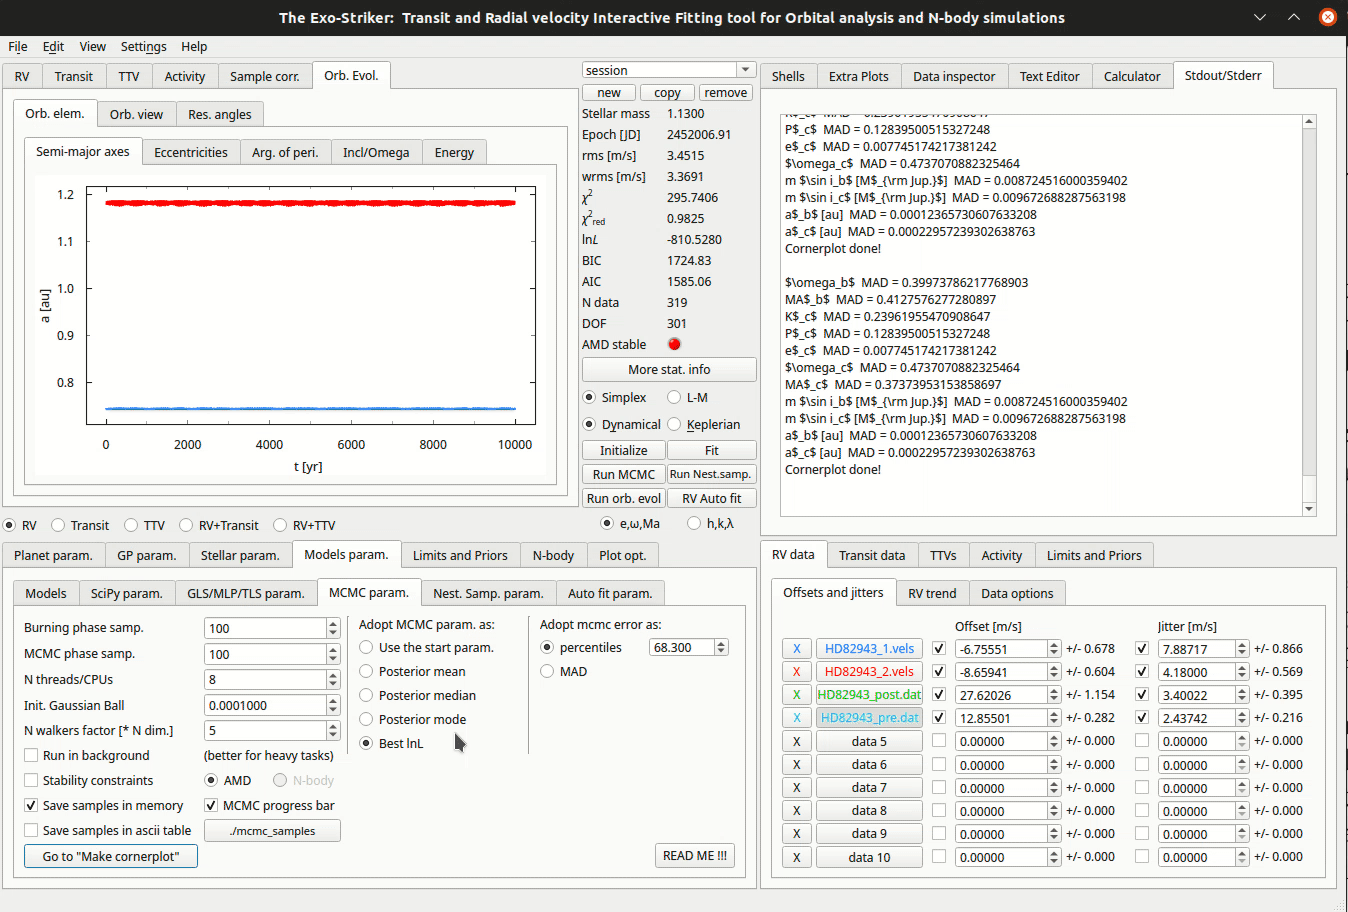 The Exo-Striker: Transit and Radial velocity Interactive Fitting tool for Orbital analysis and N-body simulations
File Edit View Settings Help
RV Transit TTV Activity Sample corr. Orb. Evol.
Orb. elem. Orb. view Res. angles
Semi-major axes Eccentricities Arg. of peri. Incl/Omega Energy
1.2
1.1
1.0
0.9
0.8
a [au]
0 2000 4000 6000 8000 10000
t [yr]
session
new copy remove
Stellar mass 1.1300
Epoch [JD] 2452006.91
rms [m/s] 3.4515
wrms [m/s] 3.3691
χ² 295.7406
χ²red 0.9825
lnL -810.5280
BIC 1724.83
AIC 1585.06
N data 319
DOF 301
AMD stable
More stat. info
Simplex L-M
Dynamical Keplerian
Initialize Fit
Run MCMC Run Nest.samp.
Run orb. evol RV Auto fit
e,ω,Ma h,k,λ
Shells Extra Plots Data inspector Text Editor Calculator Stdout/Stderr
P$_c$ MAD = 0.12839500515327248
e$_c$ MAD = 0.007745174217381242
$\omega_c$ MAD = 0.4737070882325464
m $\sin i_b$ [M$_{\rm Jup.}$] MAD = 0.008724516000359402
m $\sin i_c$ [M$_{\rm Jup.}$] MAD = 0.009672688287563198
a$_b$ [au] MAD = 0.00012365730607633208
a$_c$ [au] MAD = 0.00022957239302638763
Cornerplot done!
$\omega_b$ MAD = 0.39973786217768903
MA$_b$ MAD = 0.4127576277280897
K$_c$ MAD = 0.23961955470908647
P$_c$ MAD = 0.12839500515327248
e$_c$ MAD = 0.007745174217381242
$\omega_c$ MAD = 0.4737070882325464
MA$_c$ MAD = 0.37373953153858697
m $\sin i_b$ [M$_{\rm Jup.}$] MAD = 0.008724516000359402
m $\sin i_c$ [M$_{\rm Jup.}$] MAD = 0.009672688287563198
a$_b$ [au] MAD = 0.00012365730607633208
a$_c$ [au] MAD = 0.00022957239302638763
Cornerplot done!
RV Transit TTV RV+Transit RV+TTV
Planet param. GP param. Stellar param. Models param. Limits and Priors N-body Plot opt.
Models SciPy param. GLS/MLP/TLS param. MCMC param. Nest. Samp. param. Auto fit param.
Burning phase samp. 100
MCMC phase samp. 100
N threads/CPUs 8
Init. Gaussian Ball 0.0001000
N walkers factor [* N dim.] 5
Run in background (better for heavy tasks)
Stability constraints AMD N-body
Save samples in memory MCMC progress bar
Save samples in ascii table ./mcmc_samples
Go to "Make cornerplot"
Adopt MCMC param. as:
Use the start param.
Posterior mean
Posterior median
Posterior mode
Best lnL
Adopt mcmc error as:
percentiles 68.300
MAD
READ ME !!!
RV data Transit data TTVs Activity Limits and Priors
Offsets and jitters RV trend Data options
Offset [m/s] Jitter [m/s]
X HD82943_1.vels -6.75551 +/- 0.678 7.88717 +/- 0.866
X HD82943_2.vels -8.65941 +/- 0.604 4.18000 +/- 0.569
X HD82943_post.dat 27.62026 +/- 1.154 3.40022 +/- 0.395
X HD82943_pre.dat 12.85501 +/- 0.282 2.43742 +/- 0.216
X data 5 0.00000 +/- 0.000 0.00000 +/- 0.000
X data 6 0.00000 +/- 0.000 0.00000 +/- 0.000
X data 7 0.00000 +/- 0.000 0.00000 +/- 0.000
X data 8 0.00000 +/- 0.000 0.00000 +/- 0.000
X data 9 0.00000 +/- 0.000 0.00000 +/- 0.000
X data 10 0.00000 +/- 0.000 0.00000 +/- 0.000